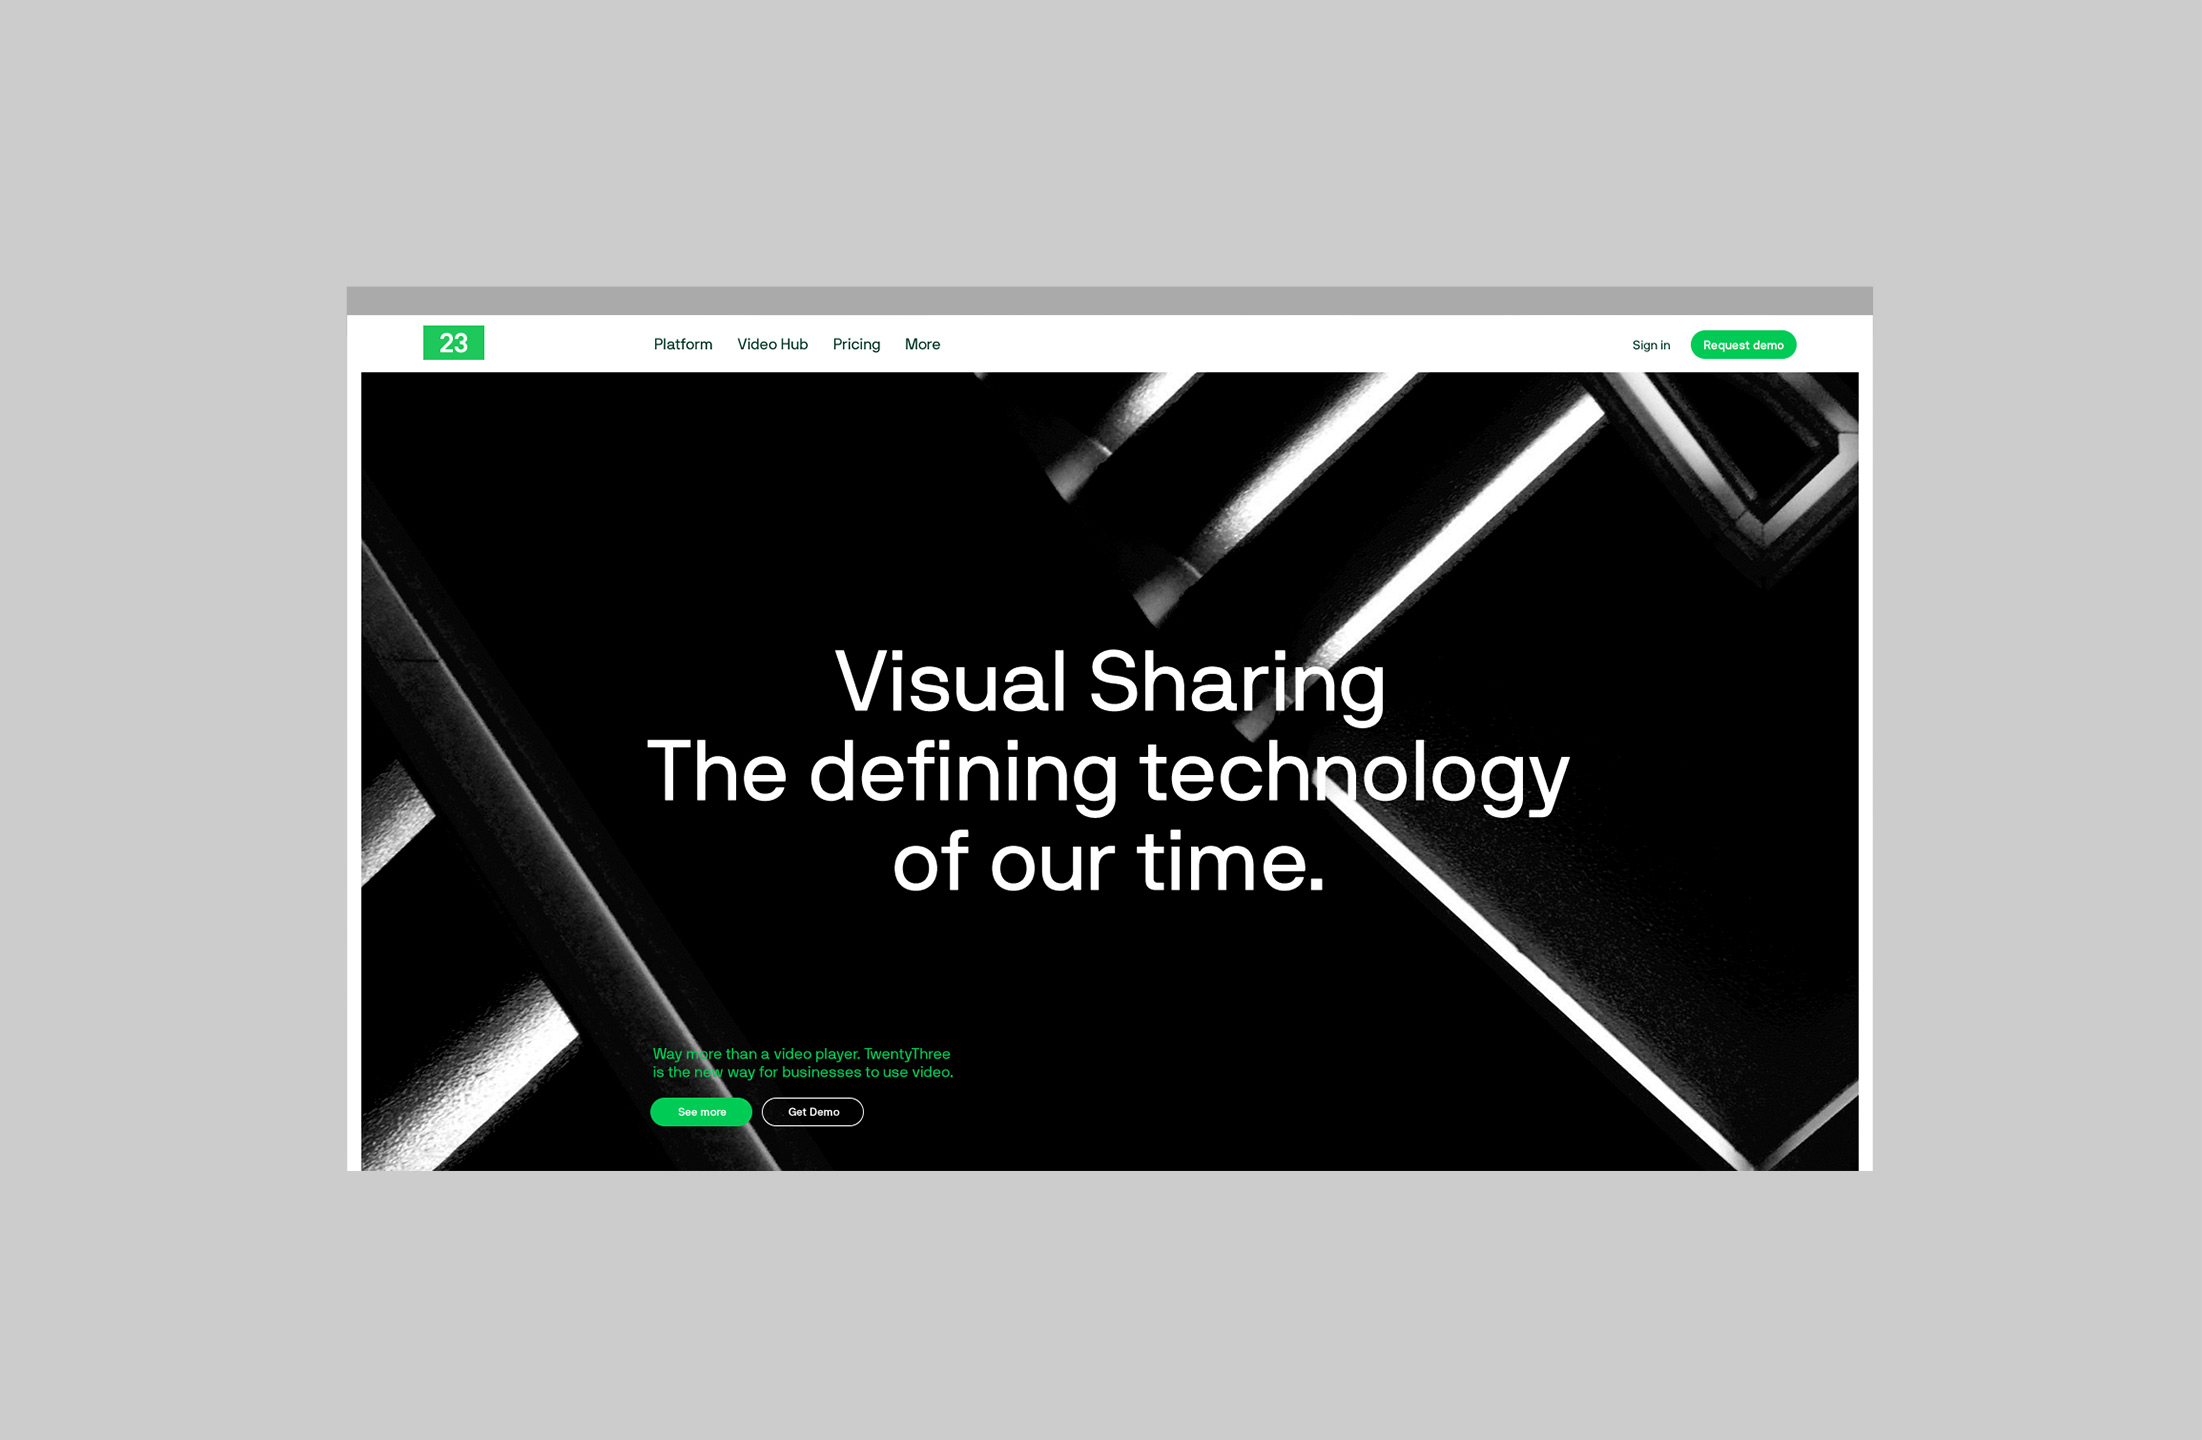 23
Platform
Video Hub
Pricing
More
Sign in
Request demo
Visual Sharing
The defining technology
of our time.
Way more than a video player. TwentyThree
is the new way for businesses to use video.
See more
Get Demo